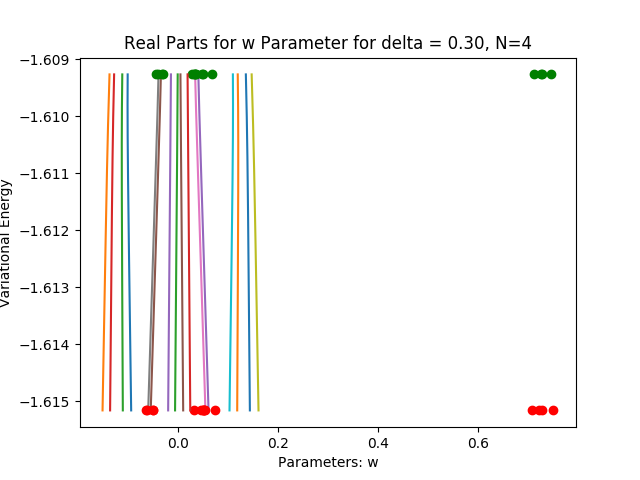 Real Parts for w Parameter for delta = 0.30, N=4
Variational Energy
−1.609
−1.610
−1.611
−1.612
−1.613
−1.614
−1.615
0.0 0.2 0.4 0.6
Parameters: w